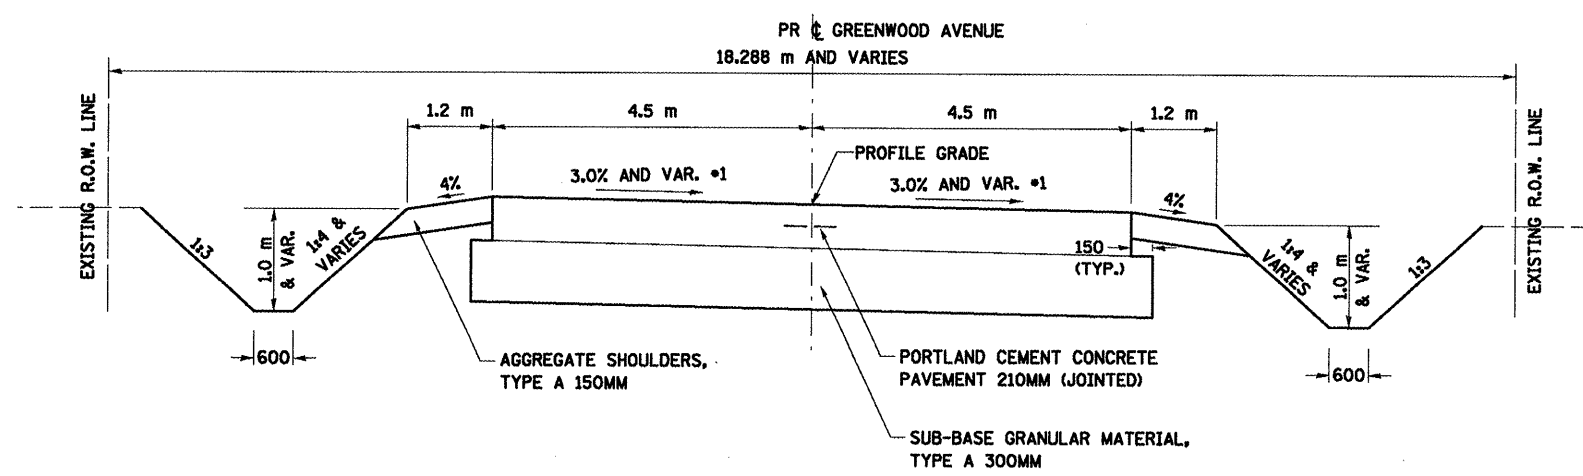 PR ℄ GREENWOOD AVENUE
18.288 m AND VARIES
EXISTING R.O.W. LINE
1.2 m
4.5 m
4.5 m
1.2 m
EXISTING R.O.W. LINE
PROFILE GRADE
4%
3.0% AND VAR. *1
3.0% AND VAR. *1
4%
1:3
1.0 m
& VAR.
1:4 &
VARIES
150
(TYP.)
1:4 &
VARIES
1.0 m
& VAR.
1:3
600
AGGREGATE SHOULDERS,
TYPE A 150MM
PORTLAND CEMENT CONCRETE
PAVEMENT 210MM (JOINTED)
600
SUB-BASE GRANULAR MATERIAL,
TYPE A 300MM